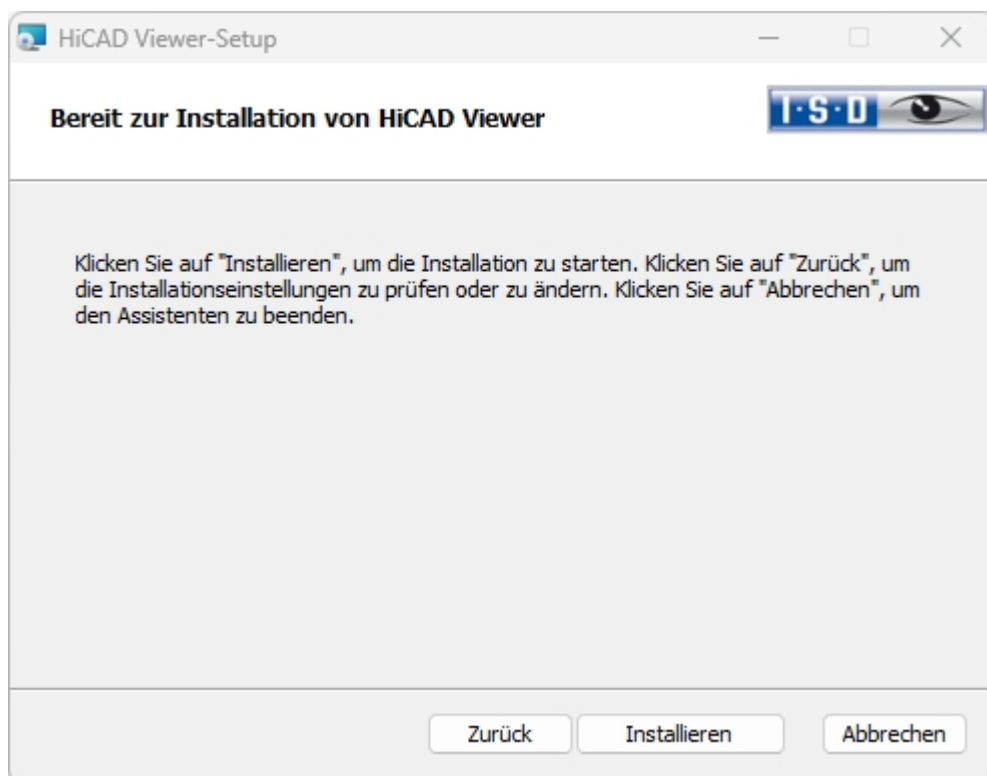 HiCAD Viewer-Setup
Bereit zur Installation von HiCAD Viewer
I·S·D
Klicken Sie auf "Installieren", um die Installation zu starten. Klicken Sie auf "Zurück", um
die Installationseinstellungen zu prüfen oder zu ändern. Klicken Sie auf "Abbrechen", um
den Assistenten zu beenden.
Zurück Installieren Abbrechen